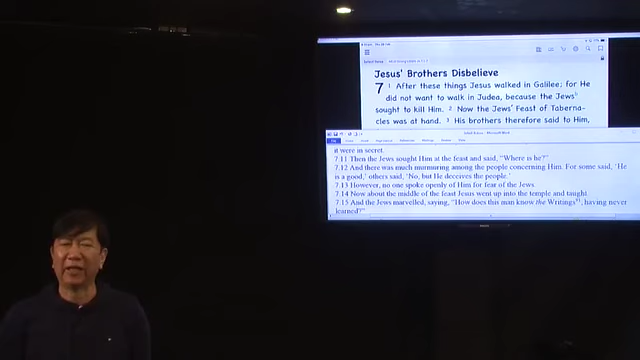 Jesus' Brothers Disbelieve
7 1 After these things Jesus walked in Galilee; for He
did not want to walk in Judea, because the Jews
sought to kill Him. 2 Now the Jews' Feast of Taberna-
cles was at hand. 3 His brothers therefore said to Him,
it were in secret.
7.11 Then the Jews sought Him at the feast and said, "Where is he?"
7.12 And there was much murmuring among the people concerning Him. For some said, 'He
is a good,' others said, 'No, but He deceives the people.'
7.13 However, no one spoke openly of Him for fear of the Jews
7.14 Now about the middle of the feast Jesus went up into the temple and taught.
7.15 And the Jews marvelled, saying, "How does this man know the Writings, having never
learned?"